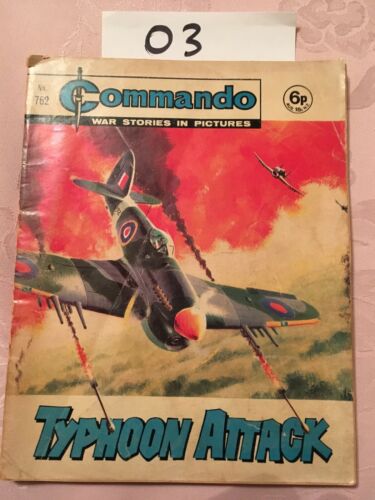 03
No.
762
Commando
WAR STORIES IN PICTURES
6p
TYPHOON ATTACK